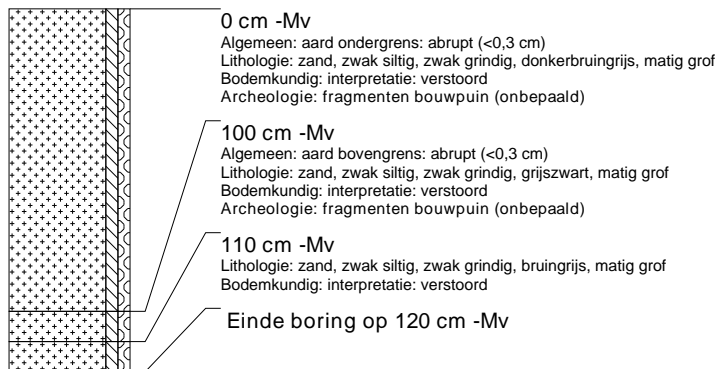 0 cm -Mv
Algemeen: aard ondergrens: abrupt (<0,3 cm)
Lithologie: zand, zwak siltig, zwak grindig, donkerbruingrijs, matig grof
Bodemkundig: interpretatie: verstoord
Archeologie: fragmenten bouwpuin (onbepaald)
100 cm -Mv
Algemeen: aard bovengrens: abrupt (<0,3 cm)
Lithologie: zand, zwak siltig, zwak grindig, grijszwart, matig grof
Bodemkundig: interpretatie: verstoord
Archeologie: fragmenten bouwpuin (onbepaald)
110 cm -Mv
Lithologie: zand, zwak siltig, zwak grindig, bruingrijs, matig grof
Bodemkundig: interpretatie: verstoord
Einde boring op 120 cm -Mv